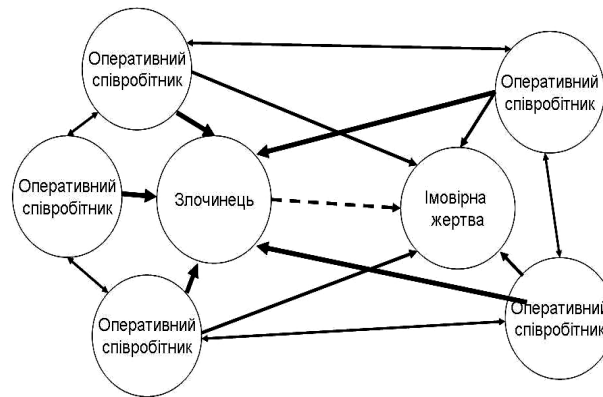 Оперативний
співробітник
Оперативний
співробітник
Оперативний
співробітник
Злочинець
Імовірна
жертва
Оперативний
співробітник
Оперативний
співробітник